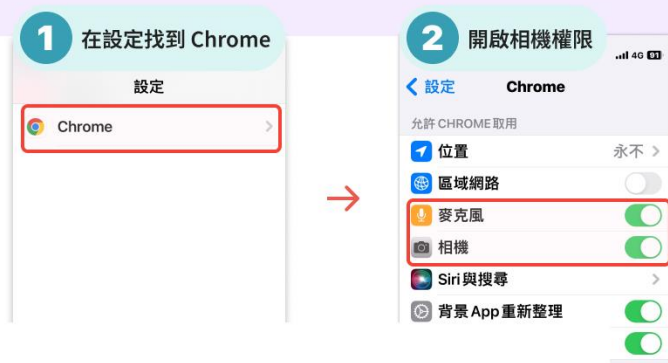 1 在設定找到 Chrome
設定
Chrome
2 開啟相機權限
4G 91
設定 Chrome
允許 CHROME 取用
位置 永不
區域網路
麥克風
相機
Siri 與搜尋
背景 App 重新整理